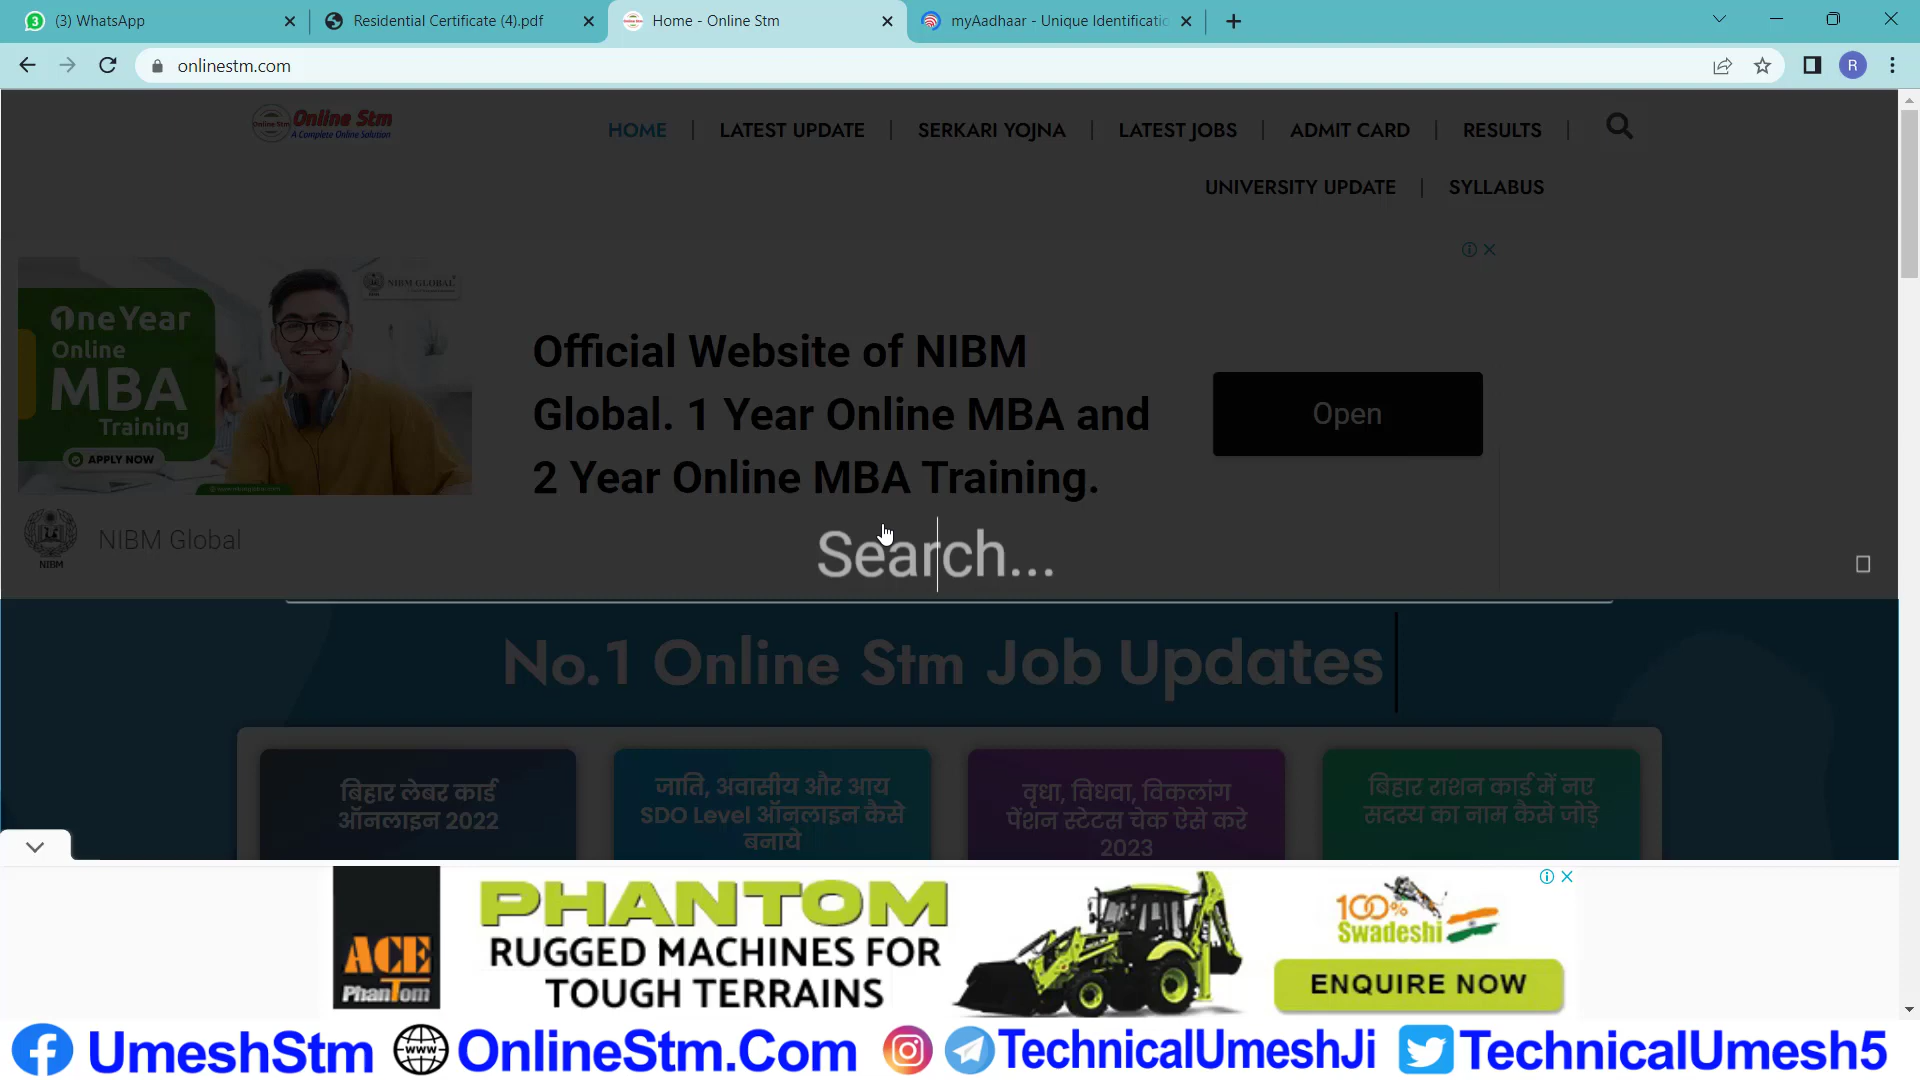 (3) WhatsApp
Residential Certificate (4).pdf
Home - Online Stm
myAadhaar - Unique Identificatic
onlinestm.com
R
Online Stm
Online Stm
A Complete Online Solution
HOME | LATEST UPDATE | SERKARI YOJNA | LATEST JOBS | ADMIT CARD | RESULTS |
UNIVERSITY UPDATE | SYLLABUS
NIBM GLOBAL
One Year
Online
MBA
Training
APPLY NOW
Official Website of NIBM
Global. 1 Year Online MBA and
2 Year Online MBA Training.
Open
NIBM
NIBM Global
Search...
No.1 Online Stm Job Updates
बिहार लेबर कार्ड
ऑनलाइन 2022
जाति, अवासीय और आय
SDO Level ऑनलाइन कैसे
बनाये
वृधा, विधवा, विकलांग
पेंशन स्टेटस चेक ऐसे करे
2023
बिहार राशन कार्ड में नए
सदस्य का नाम कैसे जोड़े
ACE
PhanTom
PHANTOM
RUGGED MACHINES FOR
TOUGH TERRAINS
100%
Swadeshi
ENQUIRE NOW
UmeshStm
www
OnlineStm.Com
TechnicalUmeshJi
TechnicalUmesh5